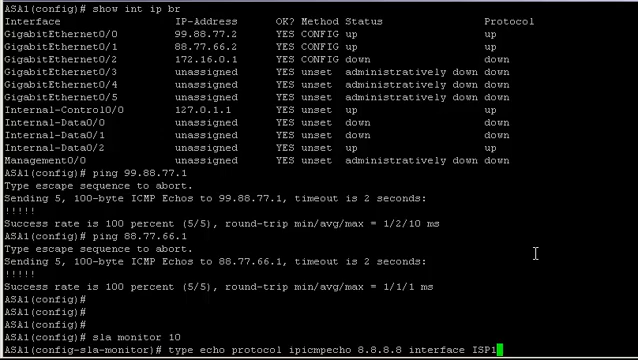 ASA1(config)# show int ip br
Interface IP-Address OK? Method Status Protocol
GigabitEthernet0/0 99.88.77.2 YES CONFIG up up
GigabitEthernet0/1 88.77.66.2 YES CONFIG up up
GigabitEthernet0/2 172.16.0.1 YES CONFIG down down
GigabitEthernet0/3 unassigned YES unset administratively down down
GigabitEthernet0/4 unassigned YES unset administratively down down
GigabitEthernet0/5 unassigned YES unset administratively down down
Internal-Control0/0 127.0.1.1 YES unset up up
Internal-Data0/0 unassigned YES unset down down
Internal-Data0/1 unassigned YES unset down down
Internal-Data0/2 unassigned YES unset up up
Management0/0 unassigned YES unset administratively down down
ASA1(config)# ping 99.88.77.1
Type escape sequence to abort.
Sending 5, 100-byte ICMP Echos to 99.88.77.1, timeout is 2 seconds:
!!!!!
Success rate is 100 percent (5/5), round-trip min/avg/max = 1/2/10 ms
ASA1(config)# ping 88.77.66.1
Type escape sequence to abort.
Sending 5, 100-byte ICMP Echos to 88.77.66.1, timeout is 2 seconds:
!!!!!
Success rate is 100 percent (5/5), round-trip min/avg/max = 1/1/1 ms
ASA1(config)#
ASA1(config)#
ASA1(config)#
ASA1(config)# sla monitor 10
ASA1(config-sla-monitor)# type echo protocol ipicmpecho 8.8.8.8 interface ISP1